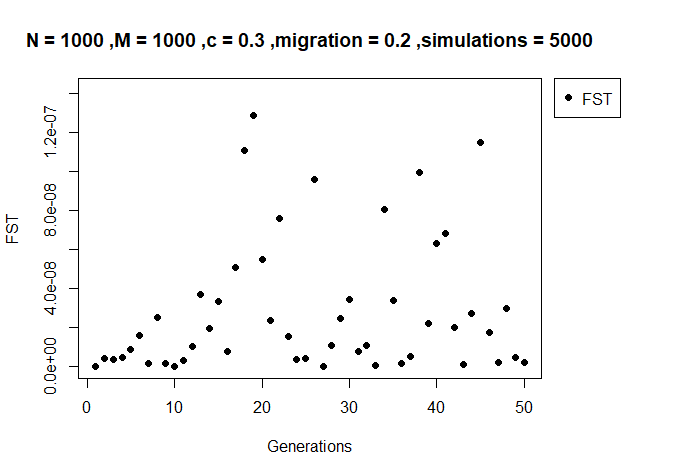 N = 1000 ,M = 1000 ,c = 0.3 ,migration = 0.2 ,simulations = 5000
FST
1.2e-07
8.0e-08
4.0e-08
0.0e+00
FST
0 10 20 30 40 50
Generations